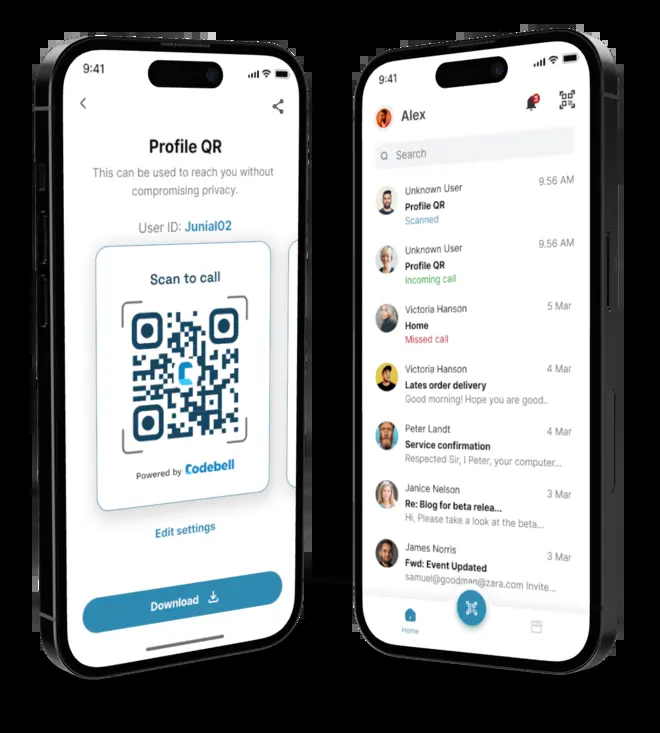 9:41
Profile QR
This can be used to reach you without
compromising privacy.
User ID: Junial02
Scan to call
Powered by Codebell
Edit settings
Download
9:41
Alex
3
Search
Unknown User
9.56 AM
Profile QR
Scanned
Unknown User
9.56 AM
Profile QR
Incoming call
Victoria Hanson
5 Mar
Home
Missed call
Victoria Hanson
4 Mar
Lates order delivery
Good morning! Hope you are good..
Peter Landt
4 Mar
Service confirmation
Respected Sir, I Peter, your computer...
Janice Nelson
3 Mar
Re: Blog for beta relea...
Hi, Please take a look at the beta...
James Norris
3 Mar
Fwd: Event Updated
samuel@goodman@zara.com Invite...
Home